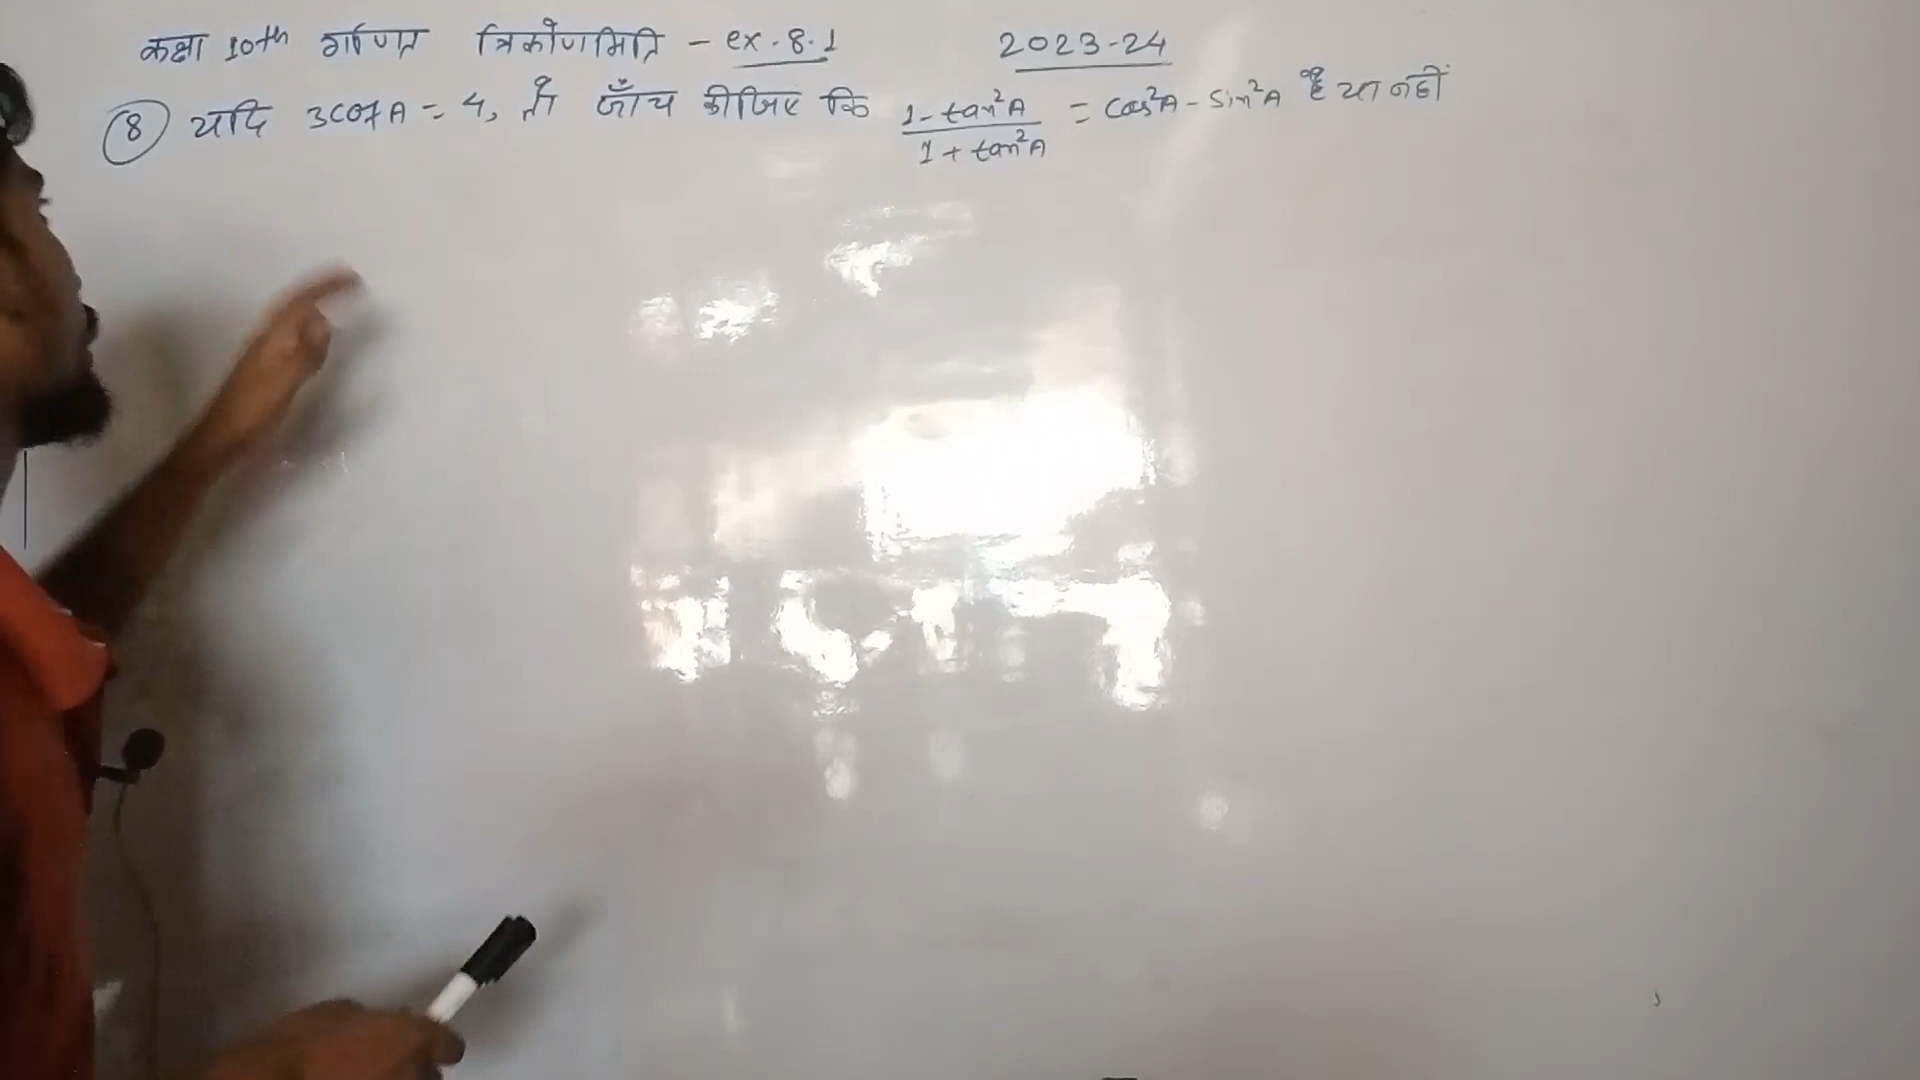 कक्षा 10th गणित त्रिकोणमिति - ex. 8.1 2023-24
⑧ यदि 3cotA = 4, तो जाँच कीजिए कि (1 - tan²A)/(1 + tan²A) = cos²A - Sin²A है या नहीं